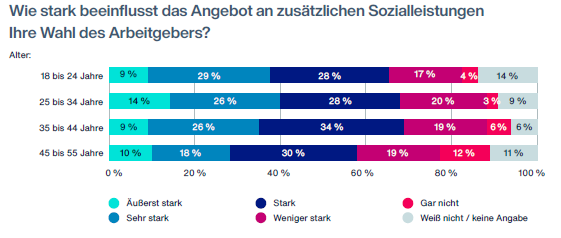 Wie stark beeinflusst das Angebot an zusätzlichen Sozialleistungen
Ihre Wahl des Arbeitgebers?
Alter:
18 bis 24 Jahre 9 % 29 % 28 % 17 % 4 % 14 %
25 bis 34 Jahre 14 % 26 % 28 % 20 % 3 % 9 %
35 bis 44 Jahre 9 % 26 % 34 % 19 % 6 % 6 %
45 bis 55 Jahre 10 % 18 % 30 % 19 % 12 % 11 %
0 % 20 % 40 % 60 % 80 % 100 %
Äußerst stark Stark Gar nicht
Sehr stark Weniger stark Weiß nicht / keine Angabe